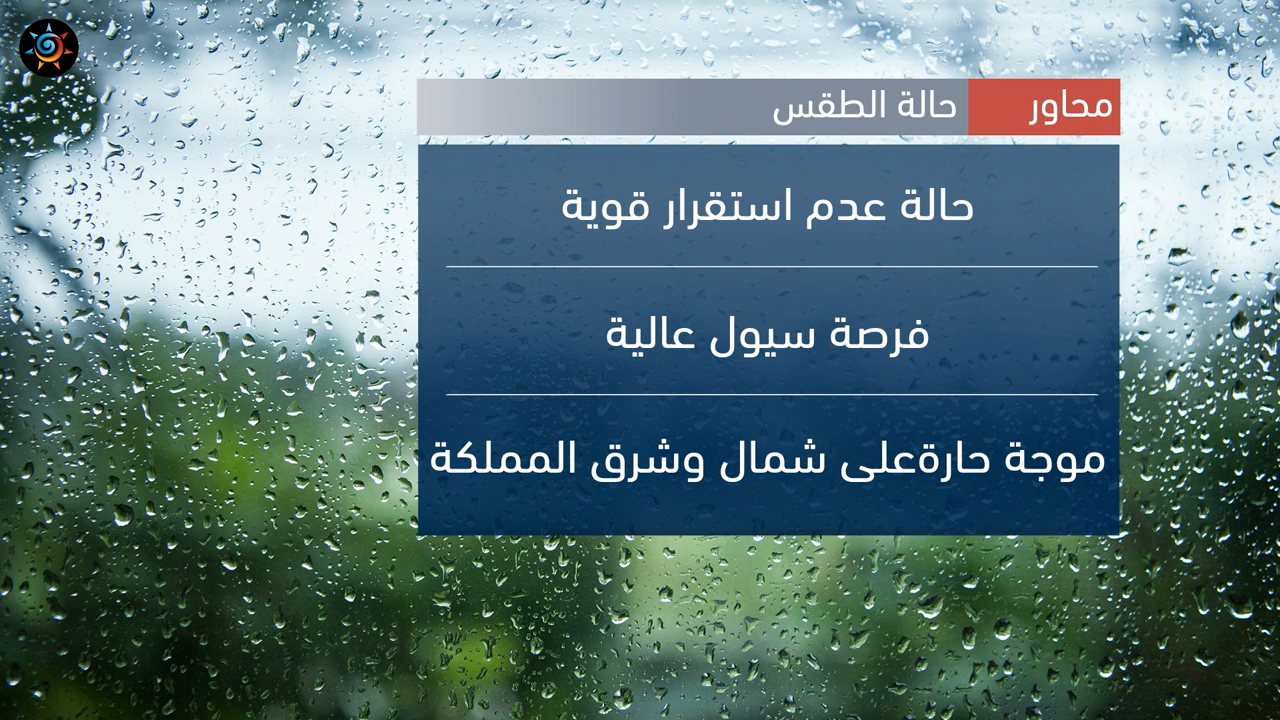 محاور حالة الطقس
حالة عدم استقرار قوية
فرصة سيول عالية
موجة حارةعلى شمال وشرق المملكة